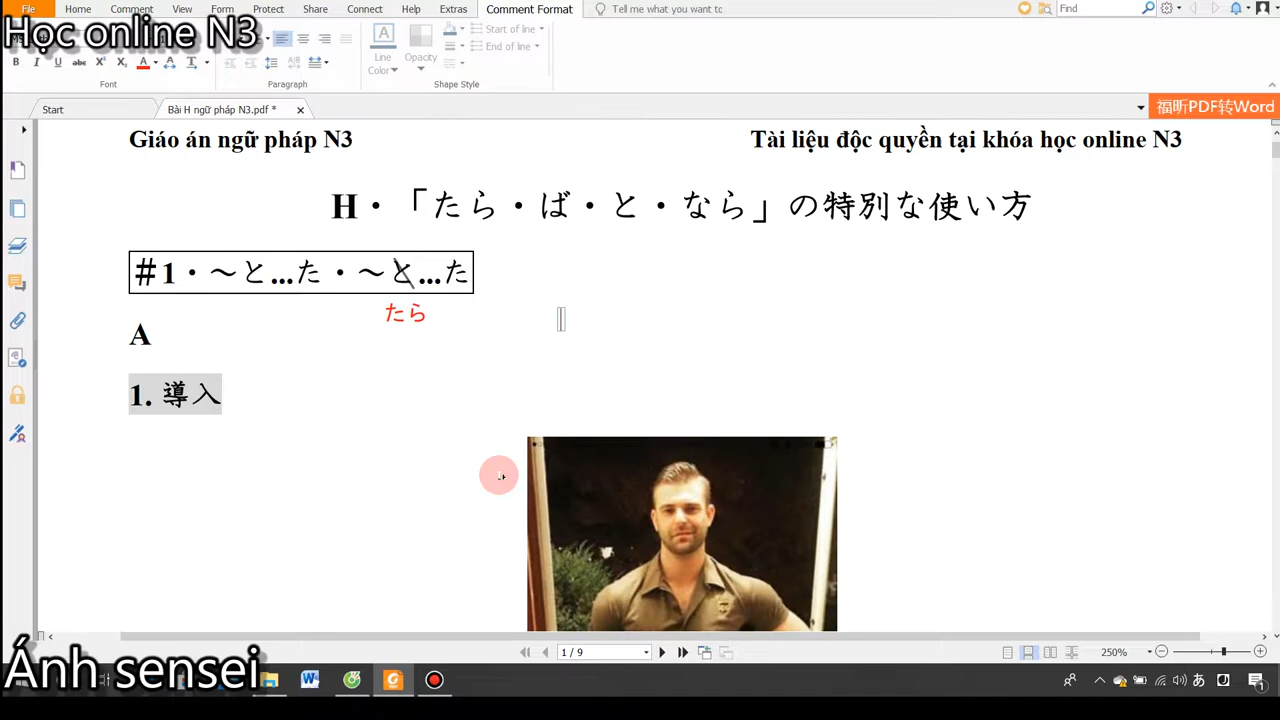 File Home Comment View Form Protect Share Connect Help Extras Comment Format Tell me what you want to Find
Học online N3
Line Color Opacity Start of line End of line
Font Paragraph Shape Style
Start Bài H ngữ pháp N3.pdf * 福昕PDF转Word
Giáo án ngữ pháp N3 Tài liệu độc quyền tại khóa học online N3
H・「たら・ば・と・なら」の特別な使い方
#1・～と...た・～と...た
たら
A
1. 導入
1 / 9 250%
Ánh sensei